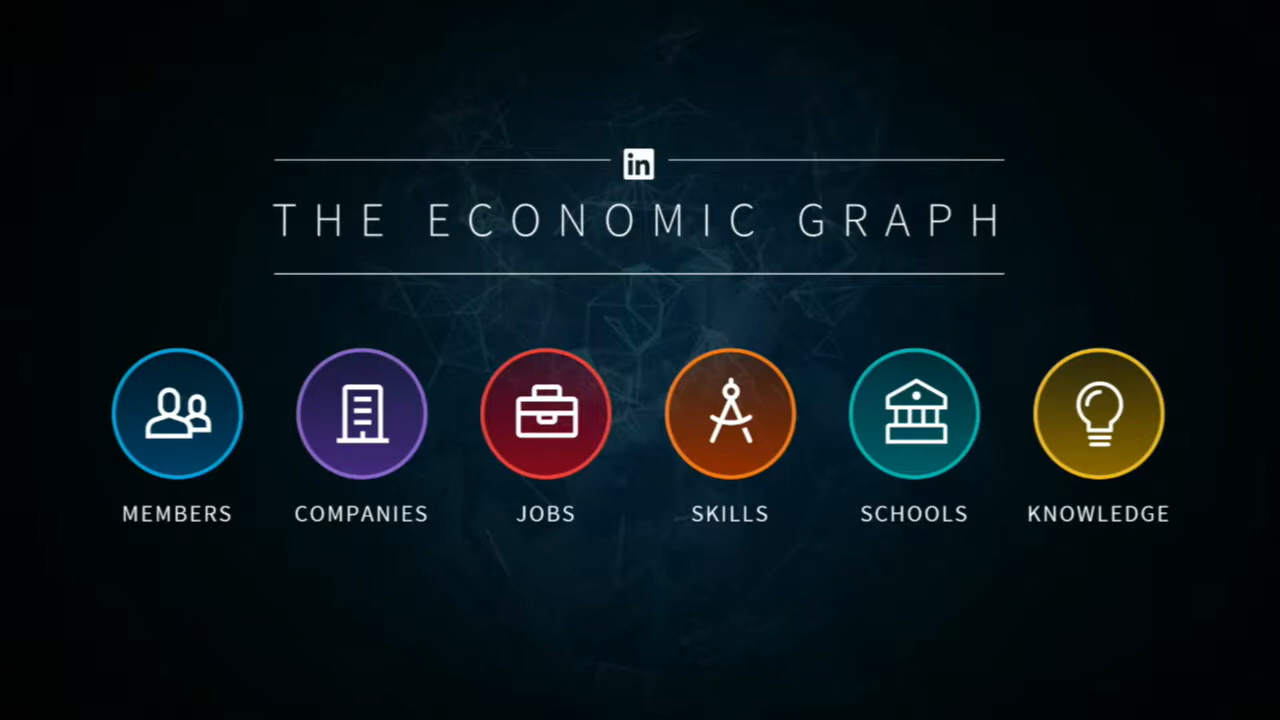 in
THE ECONOMIC GRAPH
MEMBERS
COMPANIES
JOBS
SKILLS
SCHOOLS
KNOWLEDGE